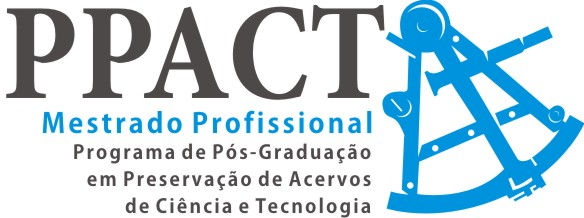 PPACT
Mestrado Profissional
Programa de Pós-Graduação
em Preservação de Acervos
de Ciência e Tecnologia